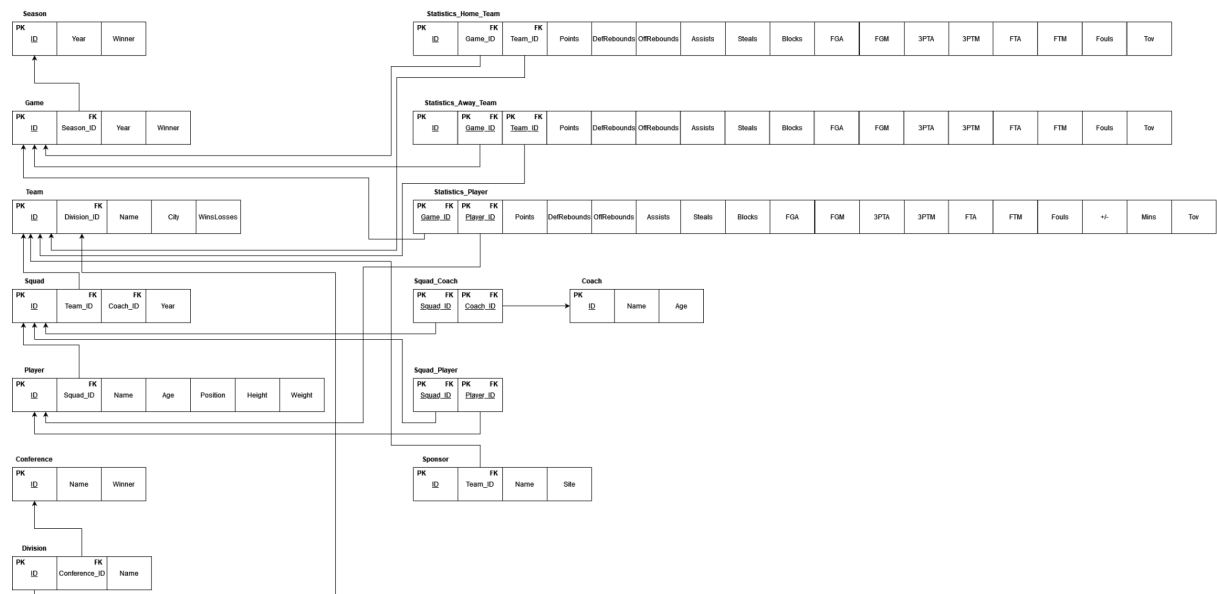 Season
PK
ID Year Winner
Statistics_Home_Team
PK FK FK
ID Game_ID Team_ID Points DefRebounds OffRebounds Assists Steals Blocks FGA FGM 3PTA 3PTM FTA FTM Fouls Tov
Game
PK FK
ID Season_ID Year Winner
Statistics_Away_Team
PK PK FK PK FK
ID Game_ID Team_ID Points DefRebounds OffRebounds Assists Steals Blocks FGA FGM 3PTA 3PTM FTA FTM Fouls Tov
Team
PK FK
ID Division_ID Name City WinsLosses
Statistics_Player
PK FK PK FK
Game_ID Player_ID Points DefRebounds OffRebounds Assists Steals Blocks FGA FGM 3PTA 3PTM FTA FTM Fouls +/- Mins Tov
Squad
PK FK FK
ID Team_ID Coach_ID Year
Squad_Coach
PK FK PK FK
Squad_ID Coach_ID
Coach
PK
ID Name Age
Player
PK FK
ID Squad_ID Name Age Position Height Weight
Squad_Player
PK FK PK FK
Squad_ID Player_ID
Conference
PK
ID Name Winner
Sponsor
PK FK
ID Team_ID Name Site
Division
PK FK
ID Conference_ID Name